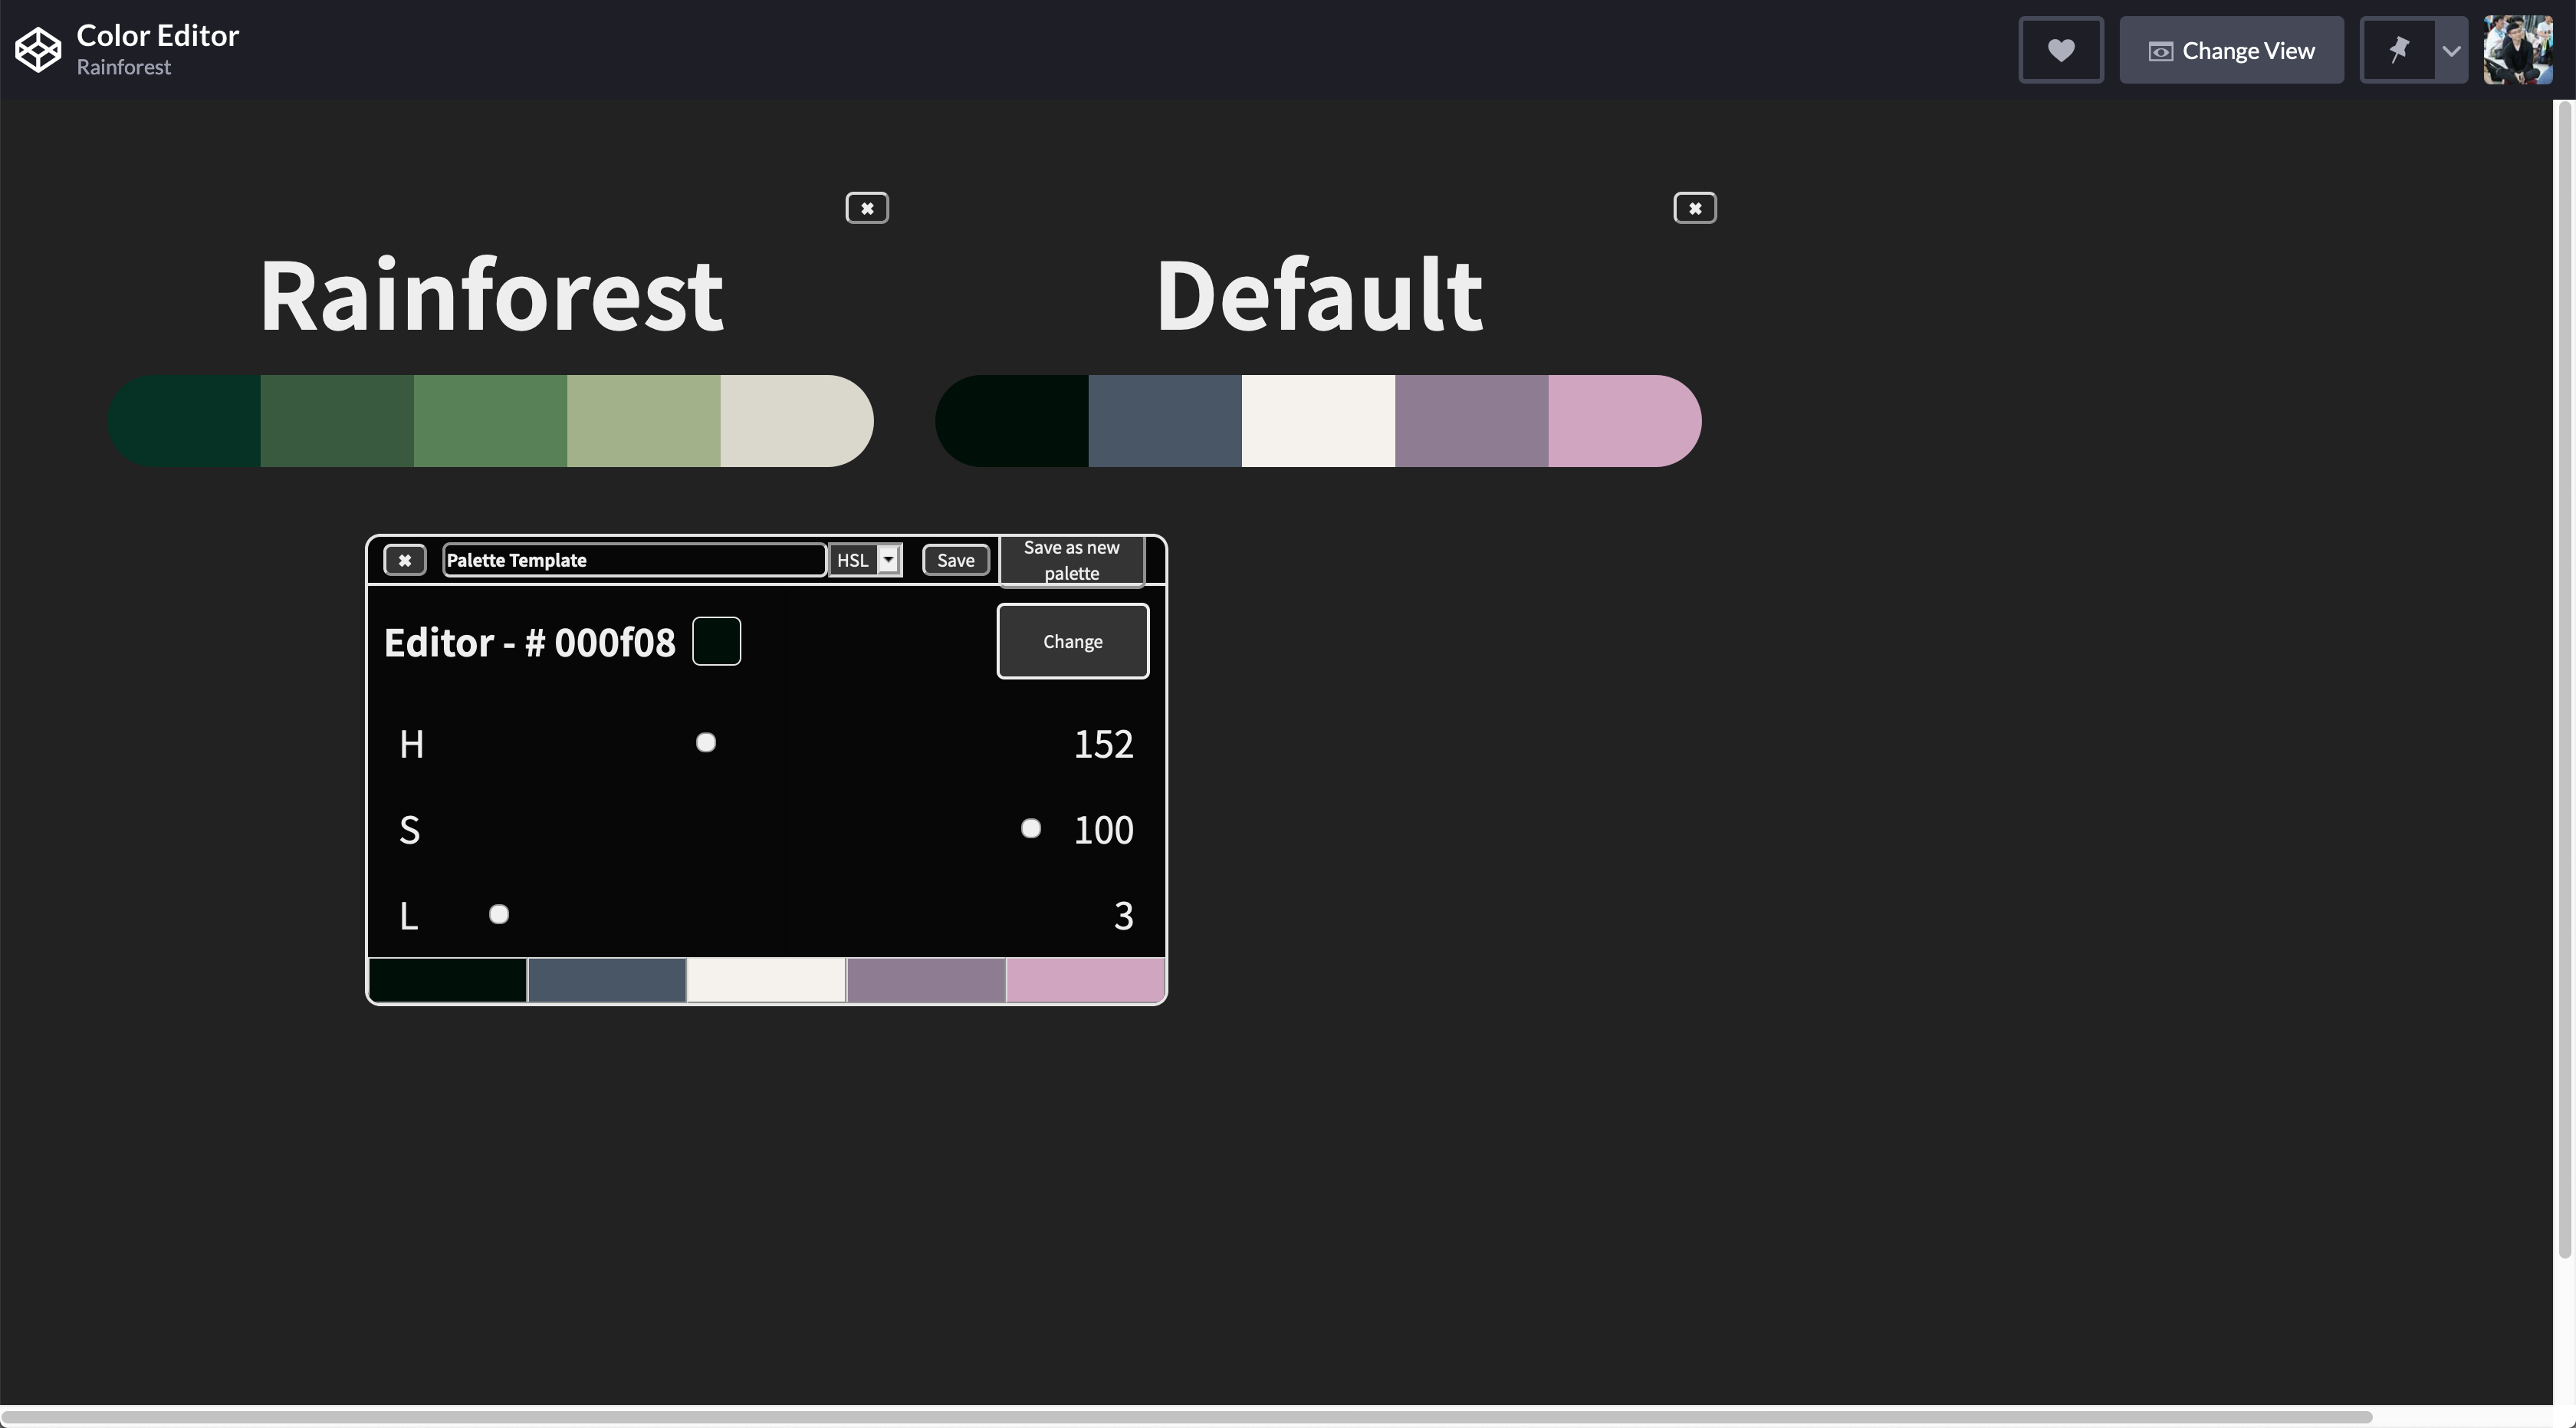 Color Editor
Rainforest
Change View
Rainforest
Default
Palette Template
HSL
Save
Save as new
palette
Editor - # 000f08
Change
H
152
S
100
L
3